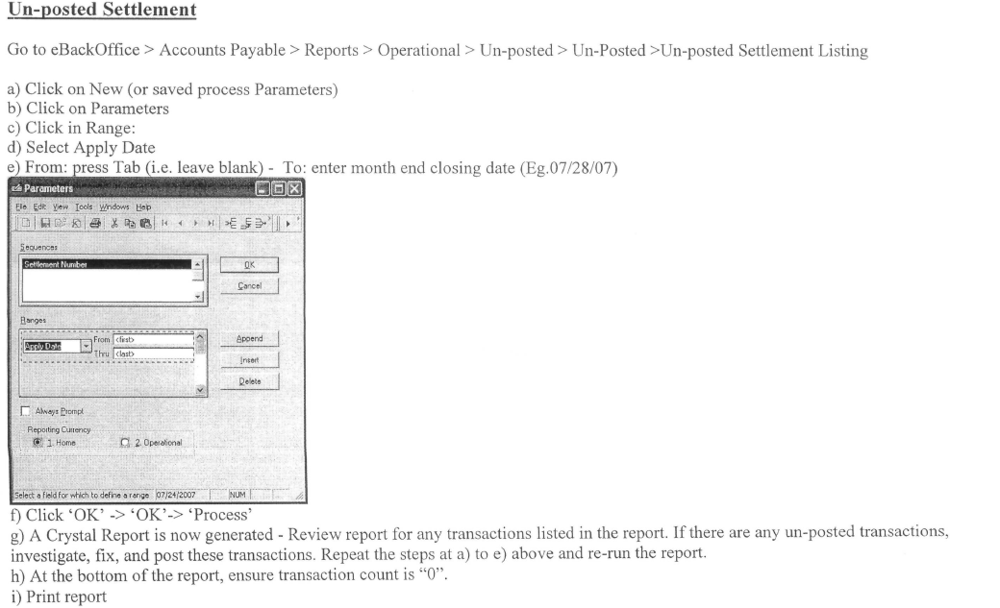 Un-posted Settlement
Go to eBackOffice > Accounts Payable > Reports > Operational > Un-posted > Un-Posted >Un-posted Settlement Listing
a) Click on New (or saved process Parameters)
b) Click on Parameters
c) Click in Range:
d) Select Apply Date
e) From: press Tab (i.e. leave blank) - To: enter month end closing date (Eg.07/28/07)
Parameters
File Edit View Tools Windows Help
Sequences
Settlement Number
OK
Cancel
Ranges
Apply Date
From <first>
Thru <last>
Append
Insert
Delete
Always Prompt
Reporting Currency
1. Home
2. Operational
Select a field for which to define a range 07/24/2007 NUM
f) Click ‘OK’ -> ‘OK’-> ‘Process’
g) A Crystal Report is now generated - Review report for any transactions listed in the report. If there are any un-posted transactions,
investigate, fix, and post these transactions. Repeat the steps at a) to e) above and re-run the report.
h) At the bottom of the report, ensure transaction count is “0”.
i) Print report